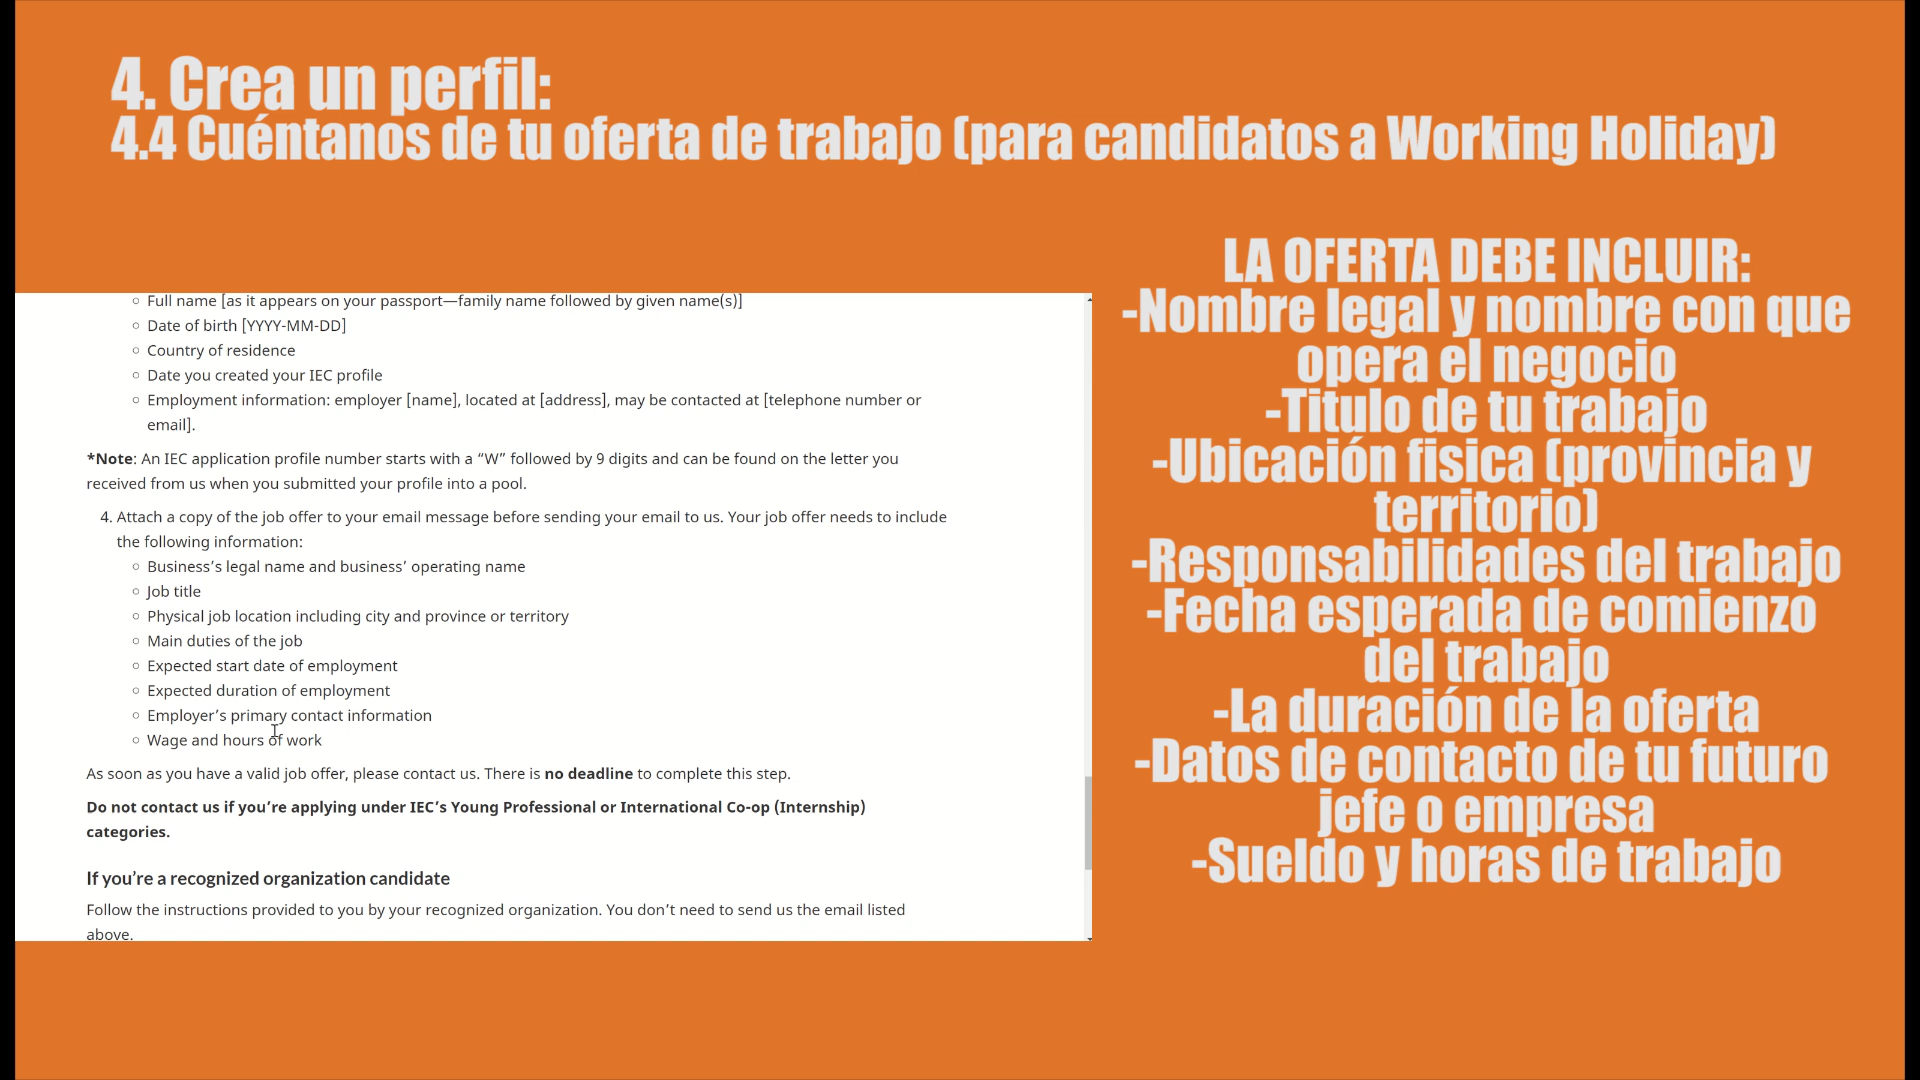 4. Crea un perfil:
4.4 Cuéntanos de tu oferta de trabajo (para candidatos a Working Holiday)
Full name [as it appears on your passport—family name followed by given name(s)]
Date of birth [YYYY-MM-DD]
Country of residence
Date you created your IEC profile
Employment information: employer [name], located at [address], may be contacted at [telephone number or
email].
*Note: An IEC application profile number starts with a “W” followed by 9 digits and can be found on the letter you
received from us when you submitted your profile into a pool.
4. Attach a copy of the job offer to your email message before sending your email to us. Your job offer needs to include
the following information:
Business’s legal name and business’ operating name
Job title
Physical job location including city and province or territory
Main duties of the job
Expected start date of employment
Expected duration of employment
Employer’s primary contact information
Wage and hours of work
As soon as you have a valid job offer, please contact us. There is no deadline to complete this step.
Do not contact us if you’re applying under IEC’s Young Professional or International Co-op (Internship)
categories.
If you’re a recognized organization candidate
Follow the instructions provided to you by your recognized organization. You don’t need to send us the email listed
above.
LA OFERTA DEBE INCLUIR:
-Nombre legal y nombre con que
opera el negocio
-Titulo de tu trabajo
-Ubicación fisica (provincia y
territorio)
-Responsabilidades del trabajo
-Fecha esperada de comienzo
del trabajo
-La duración de la oferta
-Datos de contacto de tu futuro
jefe o empresa
-Sueldo y horas de trabajo